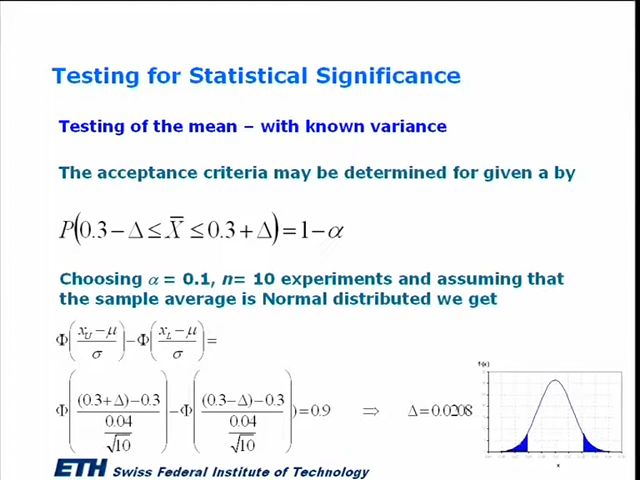 Testing for Statistical Significance
Testing of the mean – with known variance
The acceptance criteria may be determined for given a by
P(0.3 − Δ ≤ X̅ ≤ 0.3 + Δ) = 1 − α
Choosing α = 0.1, n= 10 experiments and assuming that
the sample average is Normal distributed we get
Φ((x_U − μ)/σ) − Φ((x_L − μ)/σ) =
Φ(((0.3+Δ)−0.3)/(0.04/√10)) − Φ(((0.3−Δ)−0.3)/(0.04/√10)) = 0.9 ⇒ Δ = 0.0208
f(x)
x
ETH Swiss Federal Institute of Technology